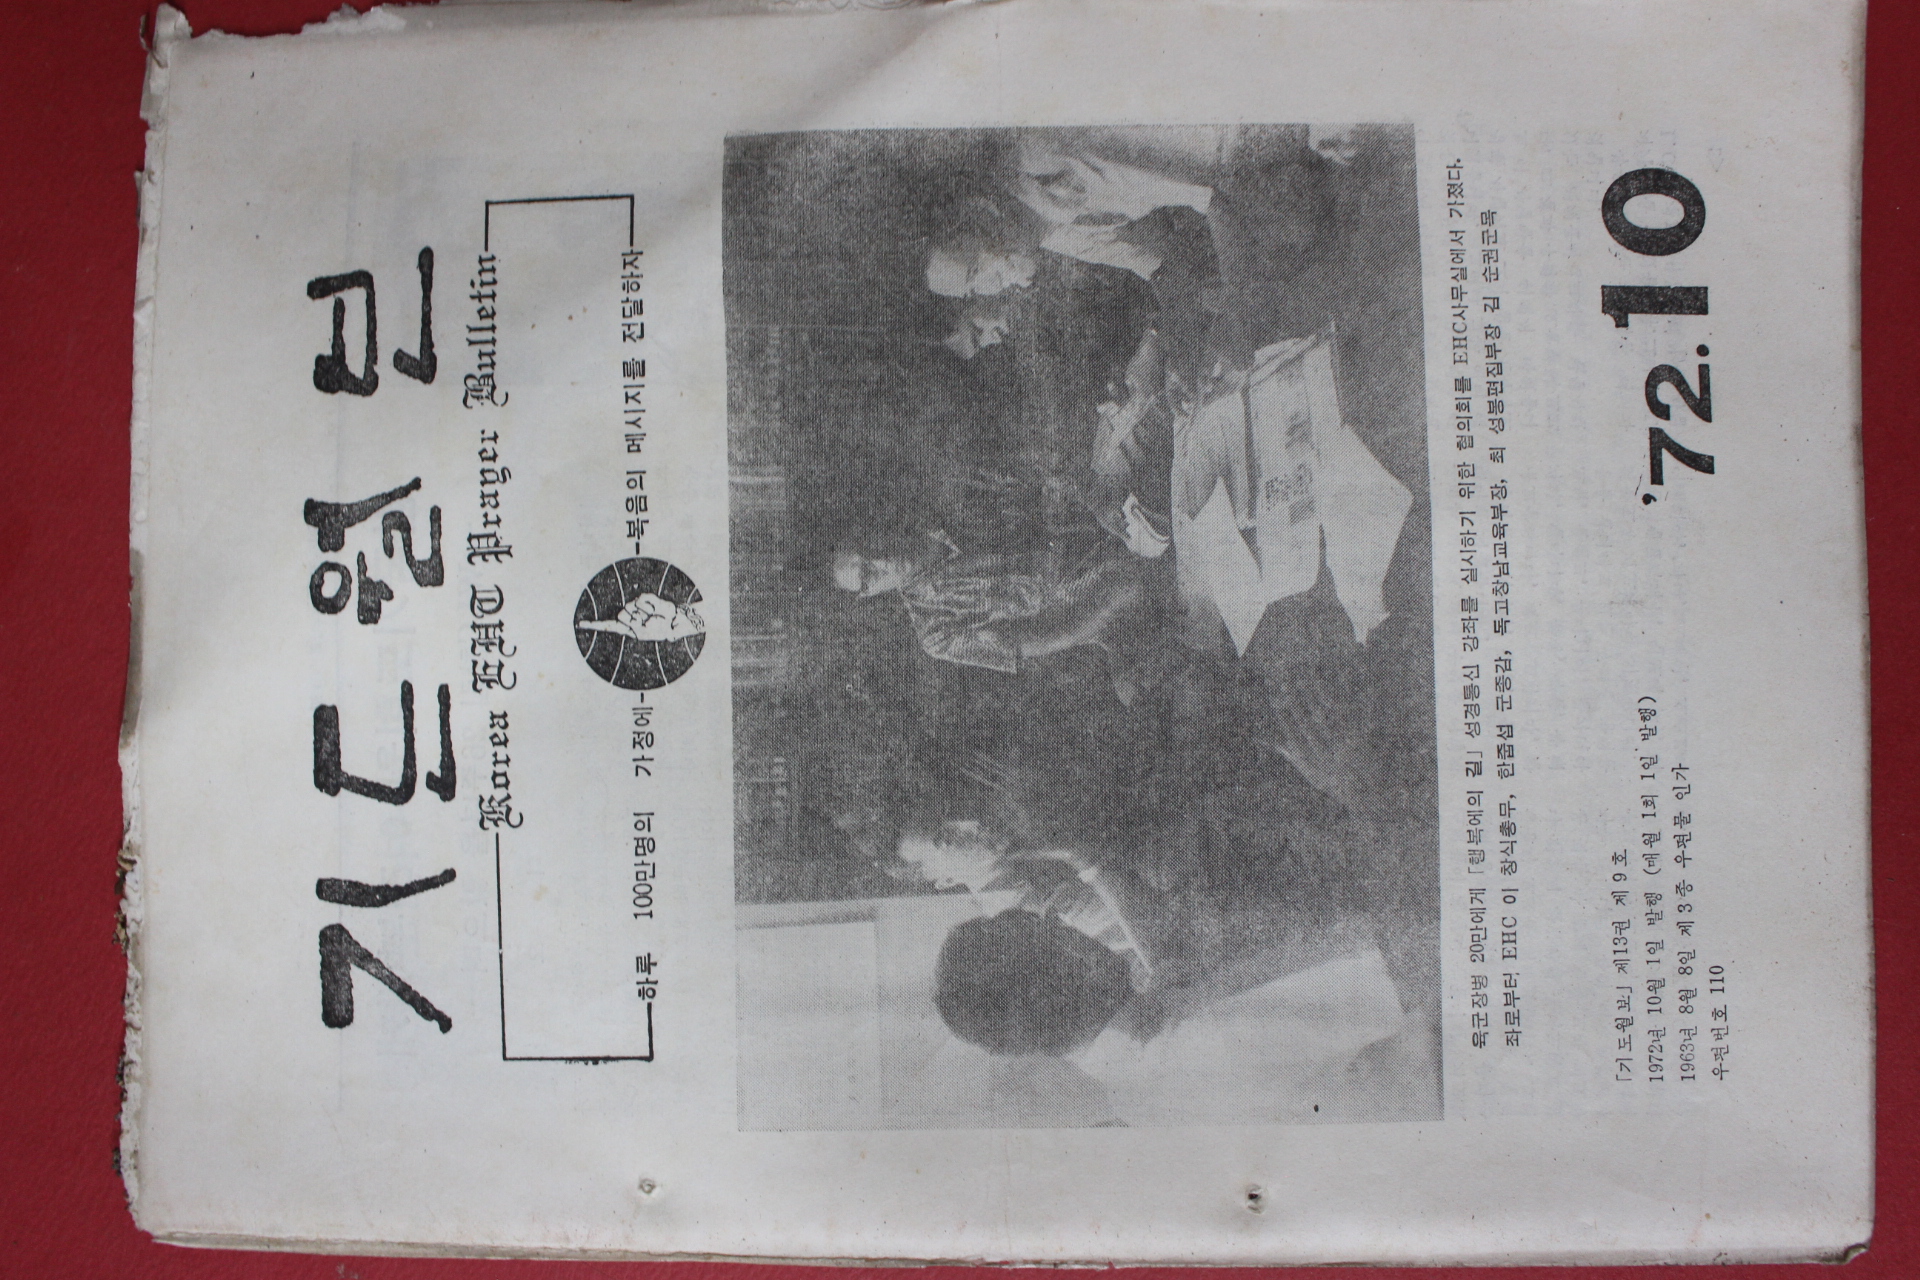 기도월보
Korea EHC Prayer Bulletin
—하루 100만명의 가정에— —복음의 메시지를 전달하자—
육군장병 20만에게 「행복에의 길」 성경통신 강좌를 실시하기 위한 협의회를 EHC사무실에서 가졌다.
좌로부터 EHC 이 창식총무, 한줍섭 군종감, 독고창남교육부장, 최 성봉편집부장 김 순권군목
'72.10
「기도월보」 제13권 제9호
1972년 10월 1일 발행 (매월 1회 1일 발행)
1963년 8월 8일 제3종 우편물 인가
우편번호 110